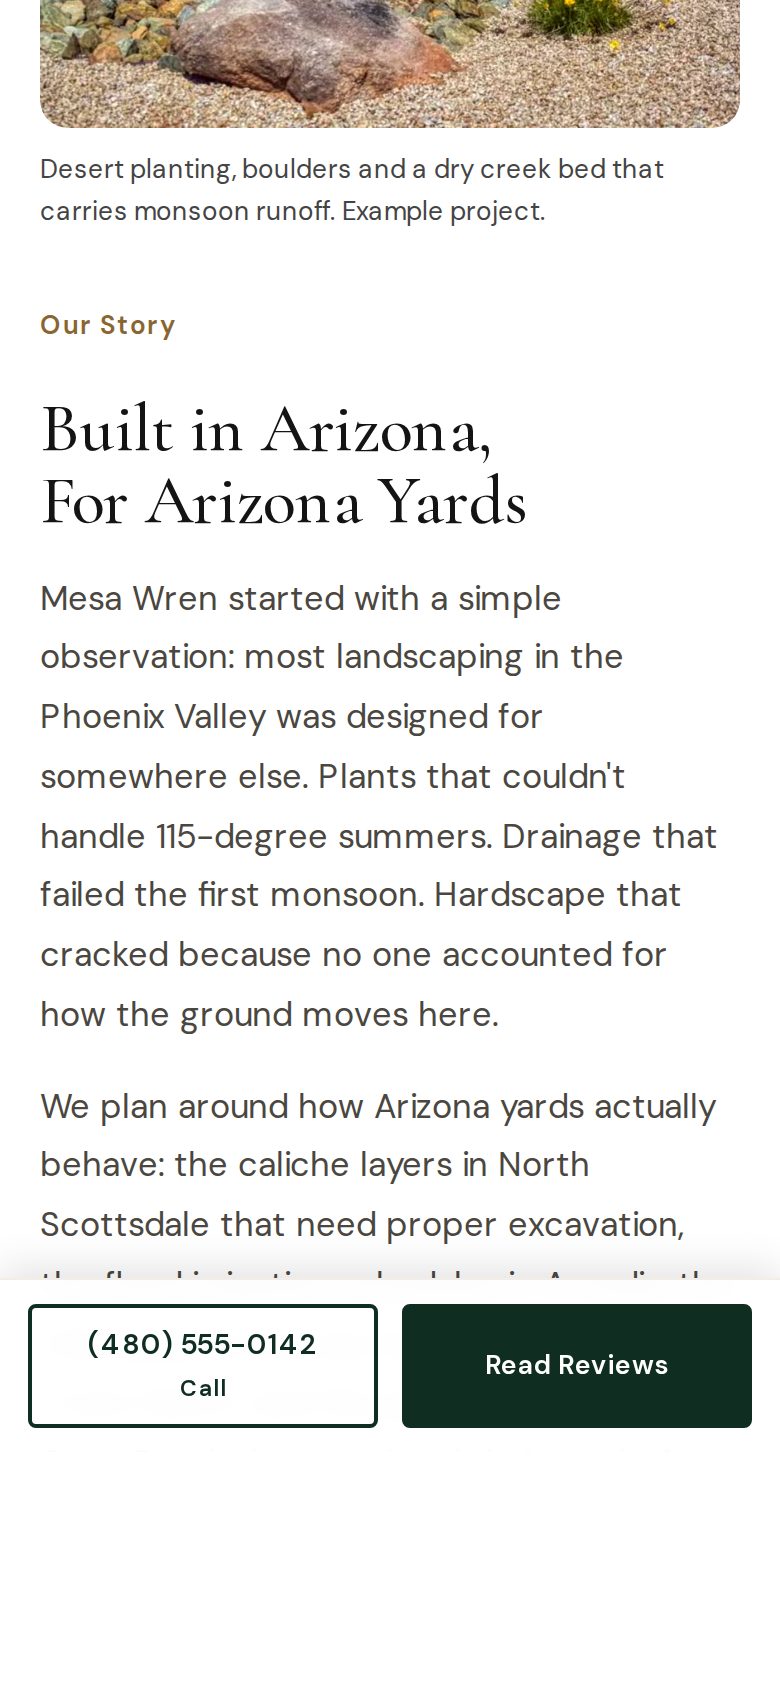 Desert planting, boulders and a dry creek bed that
carries monsoon runoff. Example project.
Our Story
Built in Arizona,
For Arizona Yards
Mesa Wren started with a simple
observation: most landscaping in the
Phoenix Valley was designed for
somewhere else. Plants that couldn't
handle 115-degree summers. Drainage that
failed the first monsoon. Hardscape that
cracked because no one accounted for
how the ground moves here.
We plan around how Arizona yards actually
behave: the caliche layers in North
Scottsdale that need proper excavation,
(480) 555-0142
Call
Read Reviews